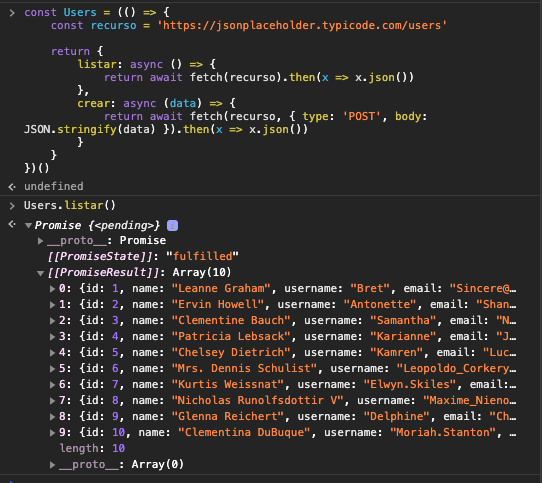 const Users = (() => {
    const recurso = 'https://jsonplaceholder.typicode.com/users'
    return {
        listar: async () => {
            return await fetch(recurso).then(x => x.json())
        },
        crear: async (data) => {
            return await fetch(recurso, { type: 'POST', body:
JSON.stringify(data) }).then(x => x.json())
        }
    }
})()
undefined
Users.listar()
Promise {<pending>} i
__proto__: Promise
[[PromiseState]]: "fulfilled"
[[PromiseResult]]: Array(10)
0: {id: 1, name: "Leanne Graham", username: "Bret", email: "Sincere@…
1: {id: 2, name: "Ervin Howell", username: "Antonette", email: "Shan…
2: {id: 3, name: "Clementine Bauch", username: "Samantha", email: "N…
3: {id: 4, name: "Patricia Lebsack", username: "Karianne", email: "J…
4: {id: 5, name: "Chelsey Dietrich", username: "Kamren", email: "Luc…
5: {id: 6, name: "Mrs. Dennis Schulist", username: "Leopoldo_Corkery…
6: {id: 7, name: "Kurtis Weissnat", username: "Elwyn.Skiles", email:…
7: {id: 8, name: "Nicholas Runolfsdottir V", username: "Maxime_Nieno…
8: {id: 9, name: "Glenna Reichert", username: "Delphine", email: "Ch…
9: {id: 10, name: "Clementina DuBuque", username: "Moriah.Stanton", …
length: 10
__proto__: Array(0)